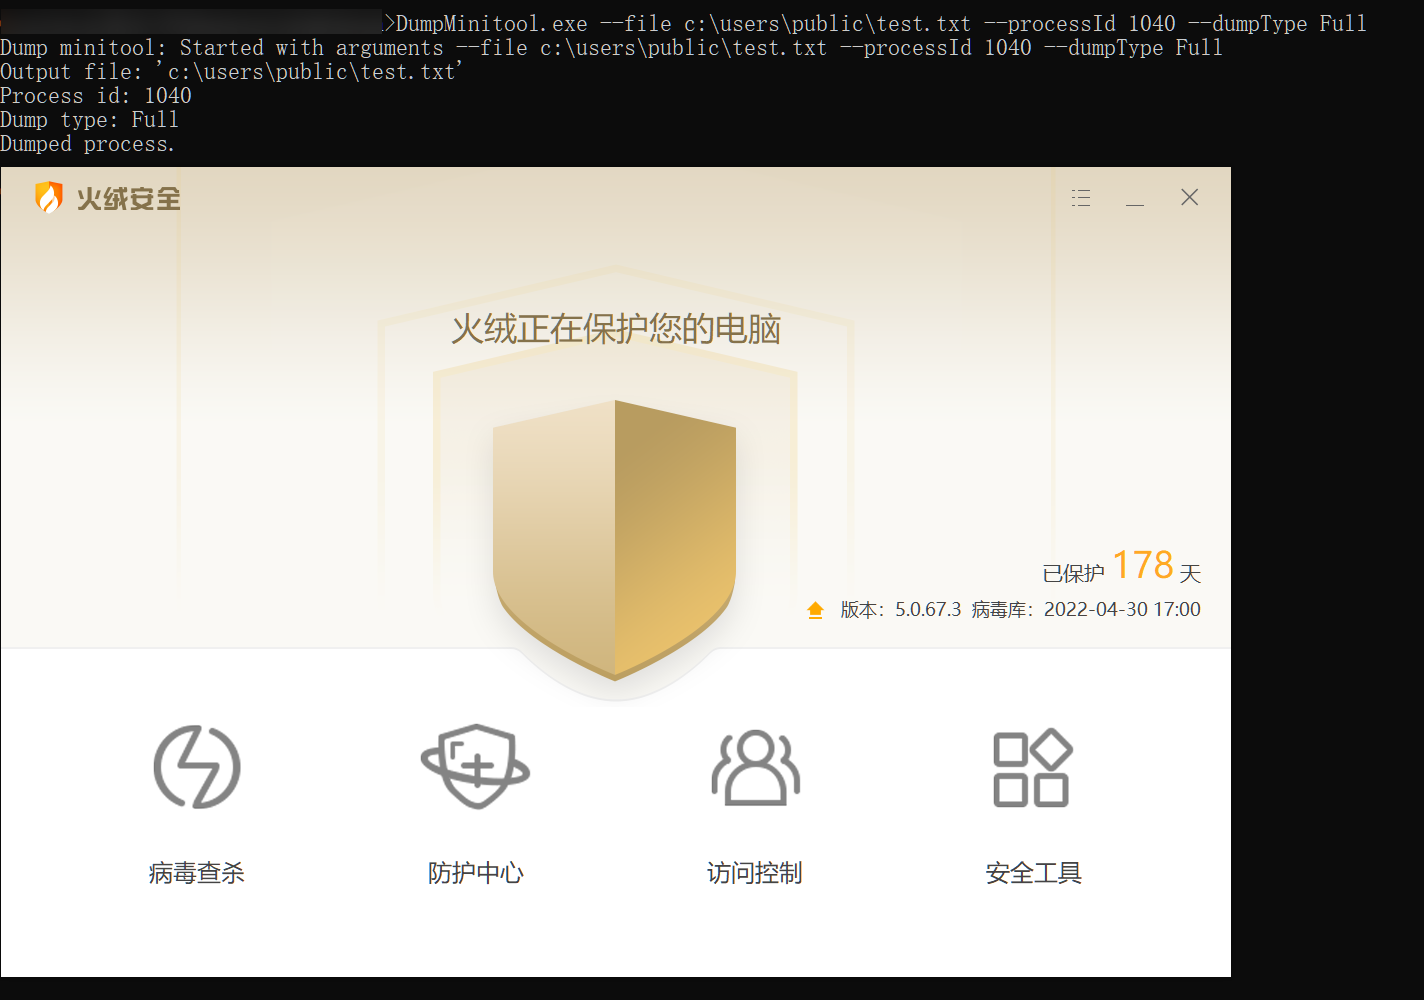 >DumpMinitool.exe --file c:\users\public\test.txt --processId 1040 --dumpType Full
Dump minitool: Started with arguments --file c:\users\public\test.txt --processId 1040 --dumpType Full
Output file: 'c:\users\public\test.txt'
Process id: 1040
Dump type: Full
Dumped process.
火绒安全
火绒正在保护您的电脑
已保护 178 天
版本：5.0.67.3 病毒库：2022-04-30 17:00
病毒查杀
防护中心
访问控制
安全工具